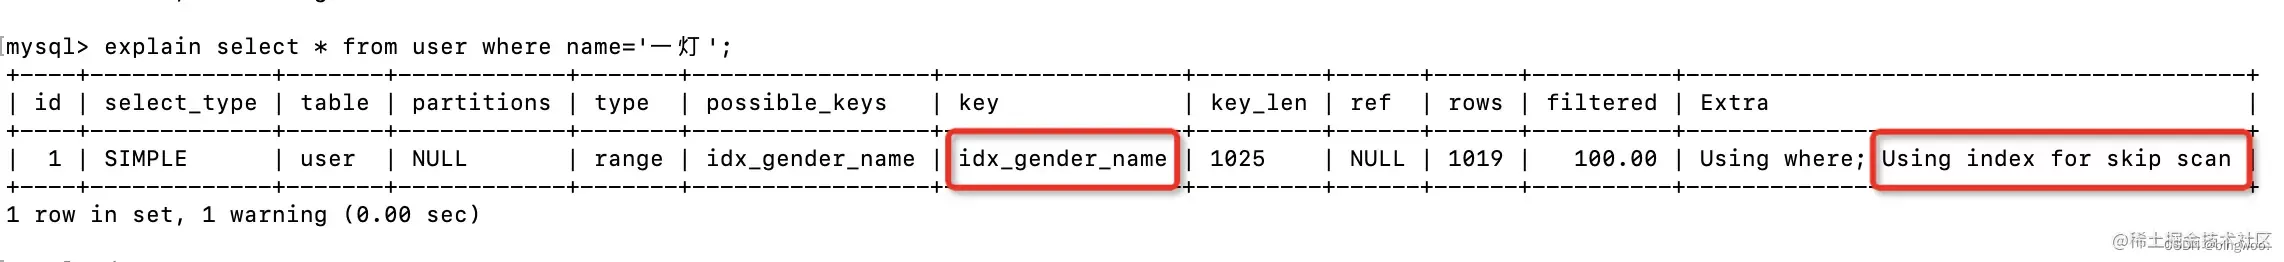 mysql> explain select * from user where name='一灯';
+----+-------------+-------+------------+-------+-----------------+-----------------+---------+------+------+----------+----------------------------------------+
| id | select_type | table | partitions | type  | possible_keys   | key             | key_len | ref  | rows | filtered | Extra                                  |
+----+-------------+-------+------------+-------+-----------------+-----------------+---------+------+------+----------+----------------------------------------+
|  1 | SIMPLE      | user  | NULL       | range | idx_gender_name | idx_gender_name | 1025    | NULL | 1019 |   100.00 | Using where; Using index for skip scan |
+----+-------------+-------+------------+-------+-----------------+-----------------+---------+------+------+----------+----------------------------------------+
1 row in set, 1 warning (0.00 sec)
@稀土掘金技术社区